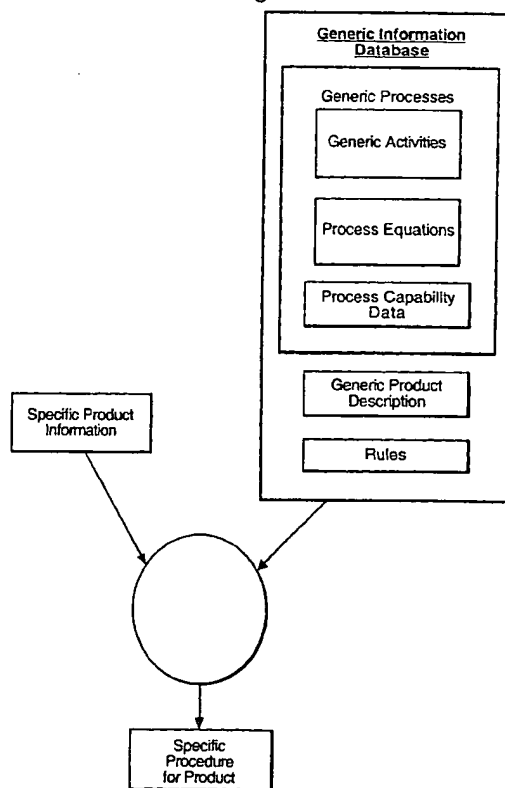 Generic Information
Database
Generic Processes
Generic Activities
Process Equations
Process Capability
Data
Generic Product
Description
Rules
Specific Product
Information
Specific
Procedure
for Product